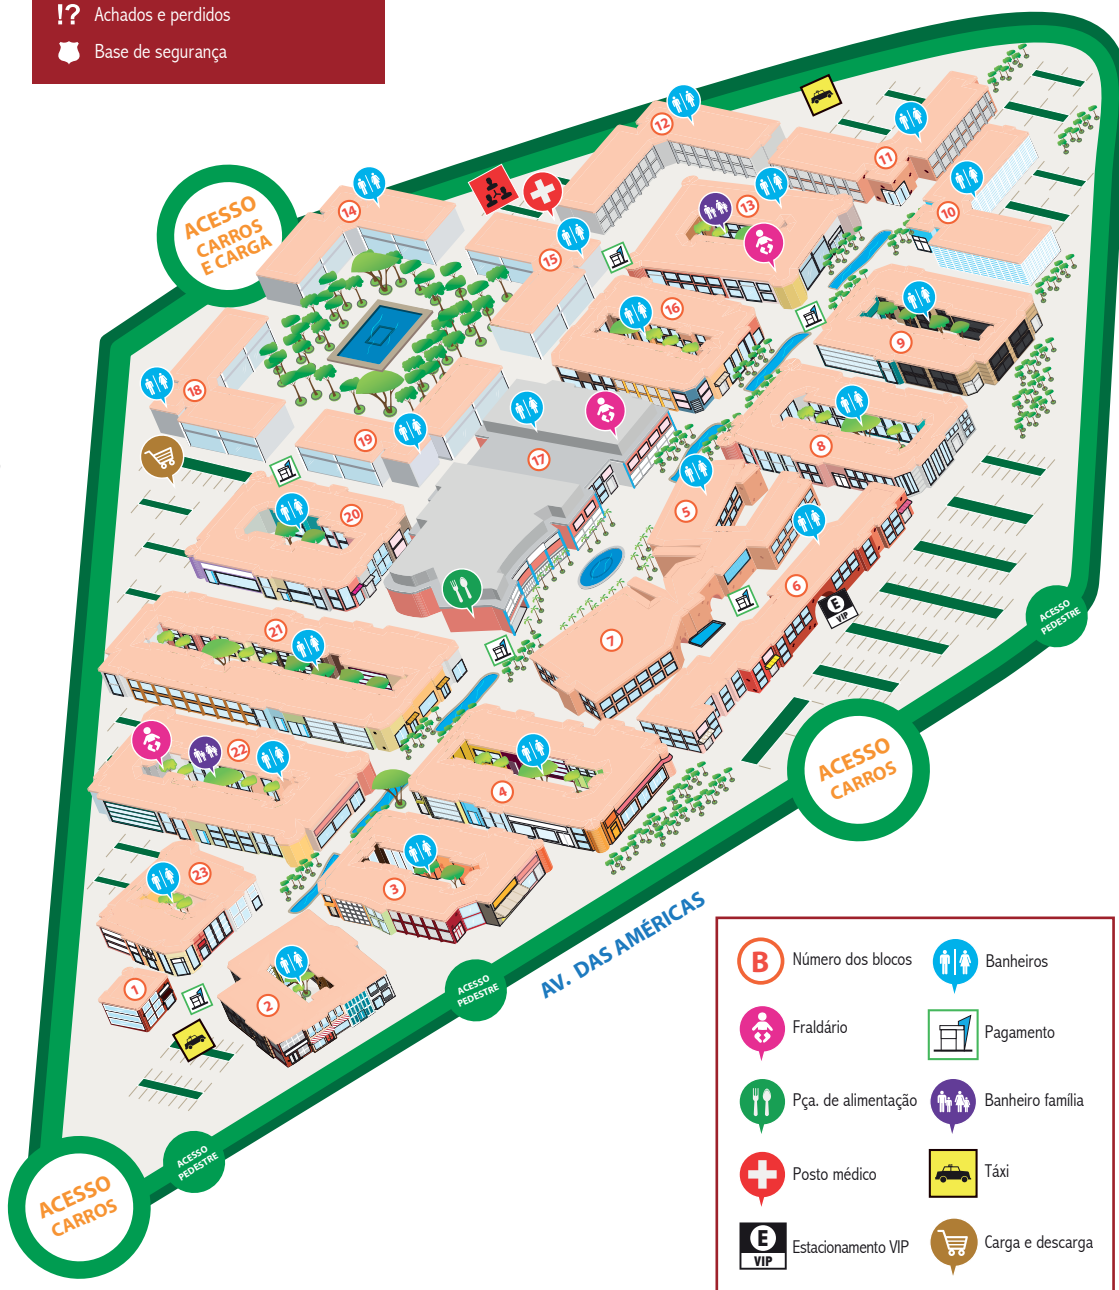 !? Achados e perdidos
Base de segurança
ACESSO
CARROS
E CARGA
12
11
14
13
10
15
16
9
18
19
17
8
20
5
6
E
VIP
ACESSO
PEDESTRE
21
7
22
4
ACESSO
CARROS
23
3
1
2
AV. DAS AMÉRICAS
ACESSO
PEDESTRE
ACESSO
PEDESTRE
ACESSO
CARROS
B Número dos blocos
Banheiros
Fraldário
Pagamento
Pça. de alimentação
Banheiro família
Posto médico
Táxi
E
VIP
Estacionamento VIP
Carga e descarga